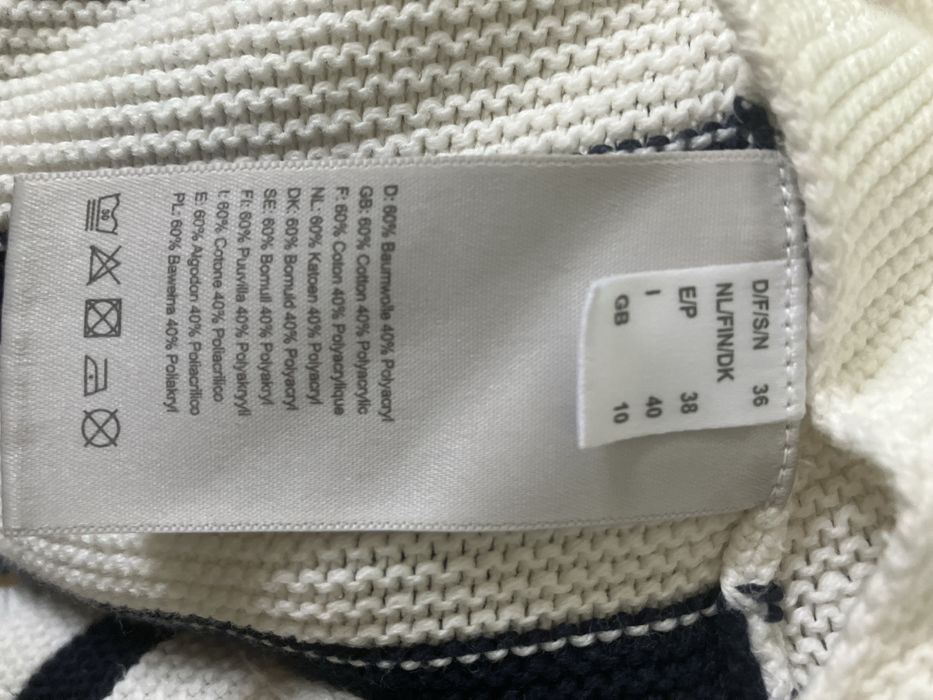 D/F/S/N 36
NL/FIN/DK
E/P 38
I 40
GB 10
D: 60% Baumwolle 40% Polyacryl
GB: 60% Cotton 40% Polyacrylic
F: 60% Coton 40% Polyacrylique
NL: 60% Katoen 40% Polyacryl
DK: 60% Bomuld 40% Polyacryl
SE: 60% Bomull 40% Polyakryl
FI: 60% Puuvilla 40% Polyakryyli
I: 60% Cotone 40% Poliacrilico
E: 60% Algodon 40% Poliacrilico
PL: 60% Bawełna 40% Poliakryl
30